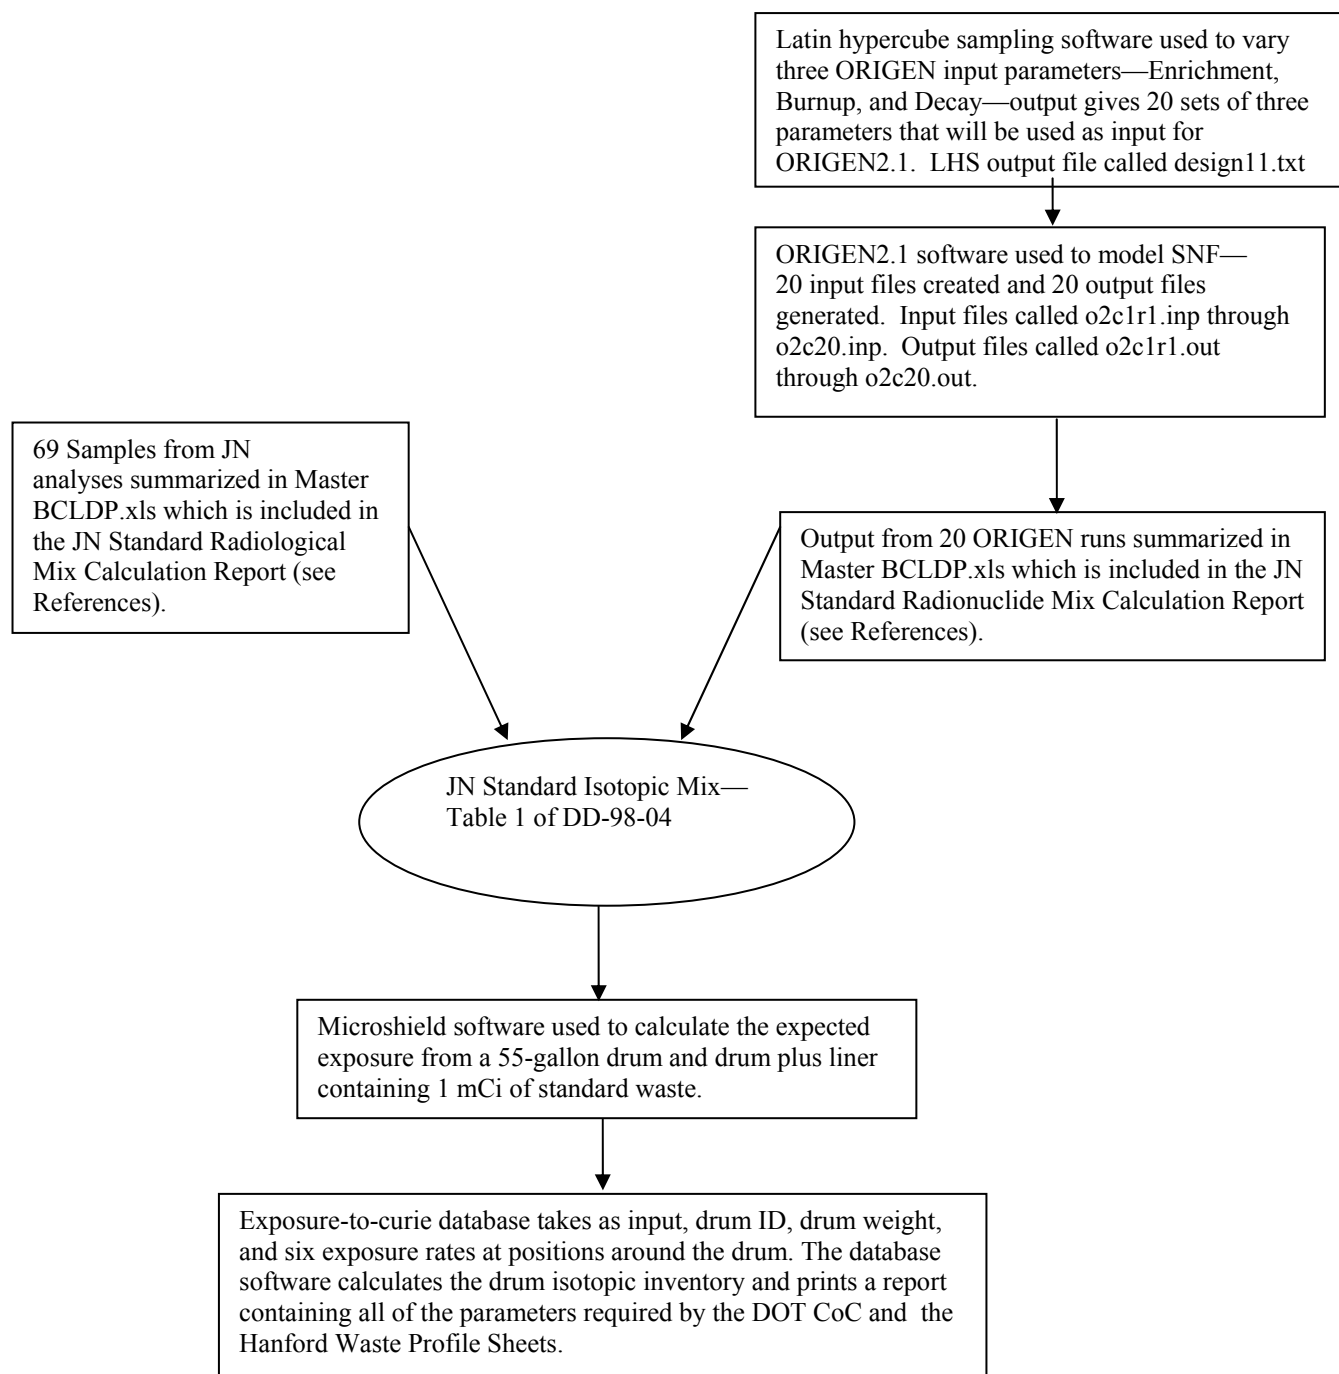 Latin hypercube sampling software used to vary
three ORIGEN input parameters—Enrichment,
Burnup, and Decay—output gives 20 sets of three
parameters that will be used as input for
ORIGEN2.1.  LHS output file called design11.txt
ORIGEN2.1 software used to model SNF—
20 input files created and 20 output files
generated.  Input files called o2c1r1.inp through
o2c20.inp.  Output files called o2c1r1.out
through o2c20.out.
69 Samples from JN
analyses summarized in Master
BCLDP.xls which is included in
the JN Standard Radiological
Mix Calculation Report (see
References).
Output from 20 ORIGEN runs summarized in
Master BCLDP.xls which is included in the JN
Standard Radionuclide Mix Calculation Report
(see References).
JN Standard Isotopic Mix—
Table 1 of DD-98-04
Microshield software used to calculate the expected
exposure from a 55-gallon drum and drum plus liner
containing 1 mCi of standard waste.
Exposure-to-curie database takes as input, drum ID, drum weight,
and six exposure rates at positions around the drum. The database
software calculates the drum isotopic inventory and prints a report
containing all of the parameters required by the DOT CoC and  the
Hanford Waste Profile Sheets.